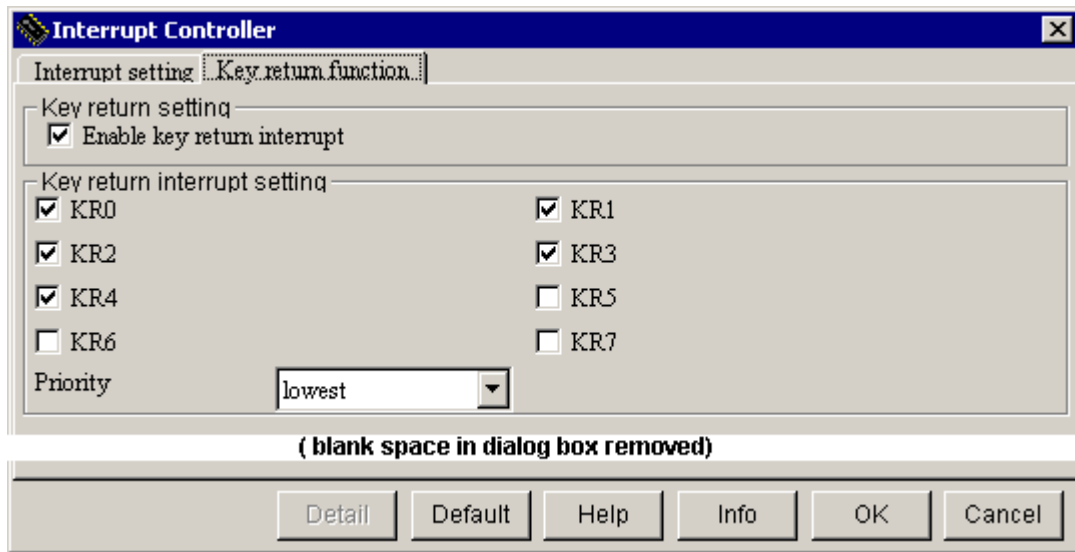 Interrupt Controller
Interrupt setting Key return function
Key return setting
Enable key return interrupt
Key return interrupt setting
KR0 KR1
KR2 KR3
KR4 KR5
KR6 KR7
Priority lowest
( blank space in dialog box removed)
Detail Default Help Info OK Cancel